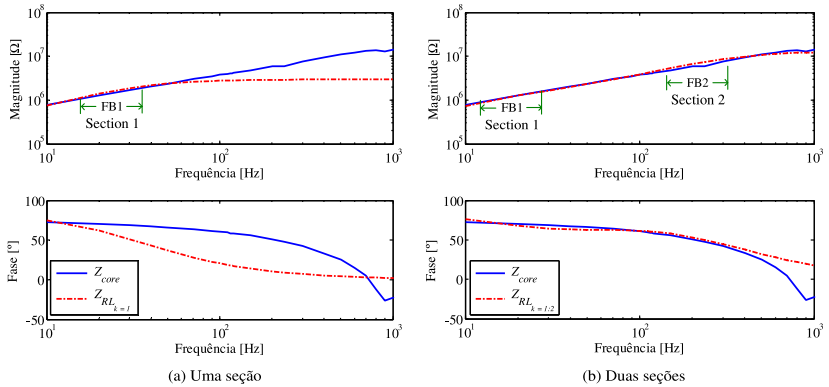 Magnitude [Ω]
10^8
10^7
10^6
10^5
FB1
Section 1
10^1
10^2
10^3
Frequência [Hz]
Fase [º]
100
50
0
-50
Z_core
Z_RL_k=1
10^1
10^2
10^3
Frequência [Hz]
(a) Uma seção
Magnitude [Ω]
10^8
10^7
10^6
10^5
FB1
Section 1
FB2
Section 2
10^1
10^2
10^3
Frequência [Hz]
Fase [º]
100
50
0
-50
Z_core
Z_RL_k=1:2
10^1
10^2
10^3
Frequência [Hz]
(b) Duas seções